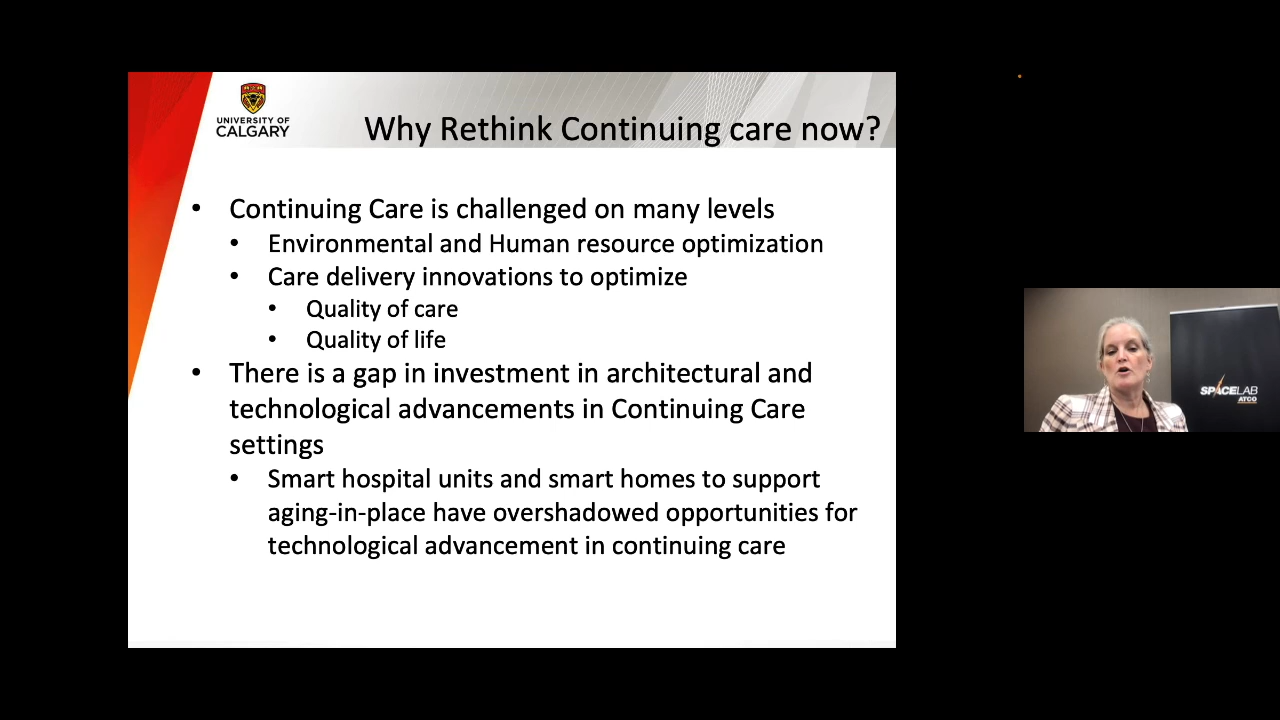 UNIVERSITY OF
CALGARY
Why Rethink Continuing care now?
• Continuing Care is challenged on many levels
• Environmental and Human resource optimization
• Care delivery innovations to optimize
• Quality of care
• Quality of life
• There is a gap in investment in architectural and
technological advancements in Continuing Care
settings
• Smart hospital units and smart homes to support
aging-in-place have overshadowed opportunities for
technological advancement in continuing care
SPACELAB
ATCO